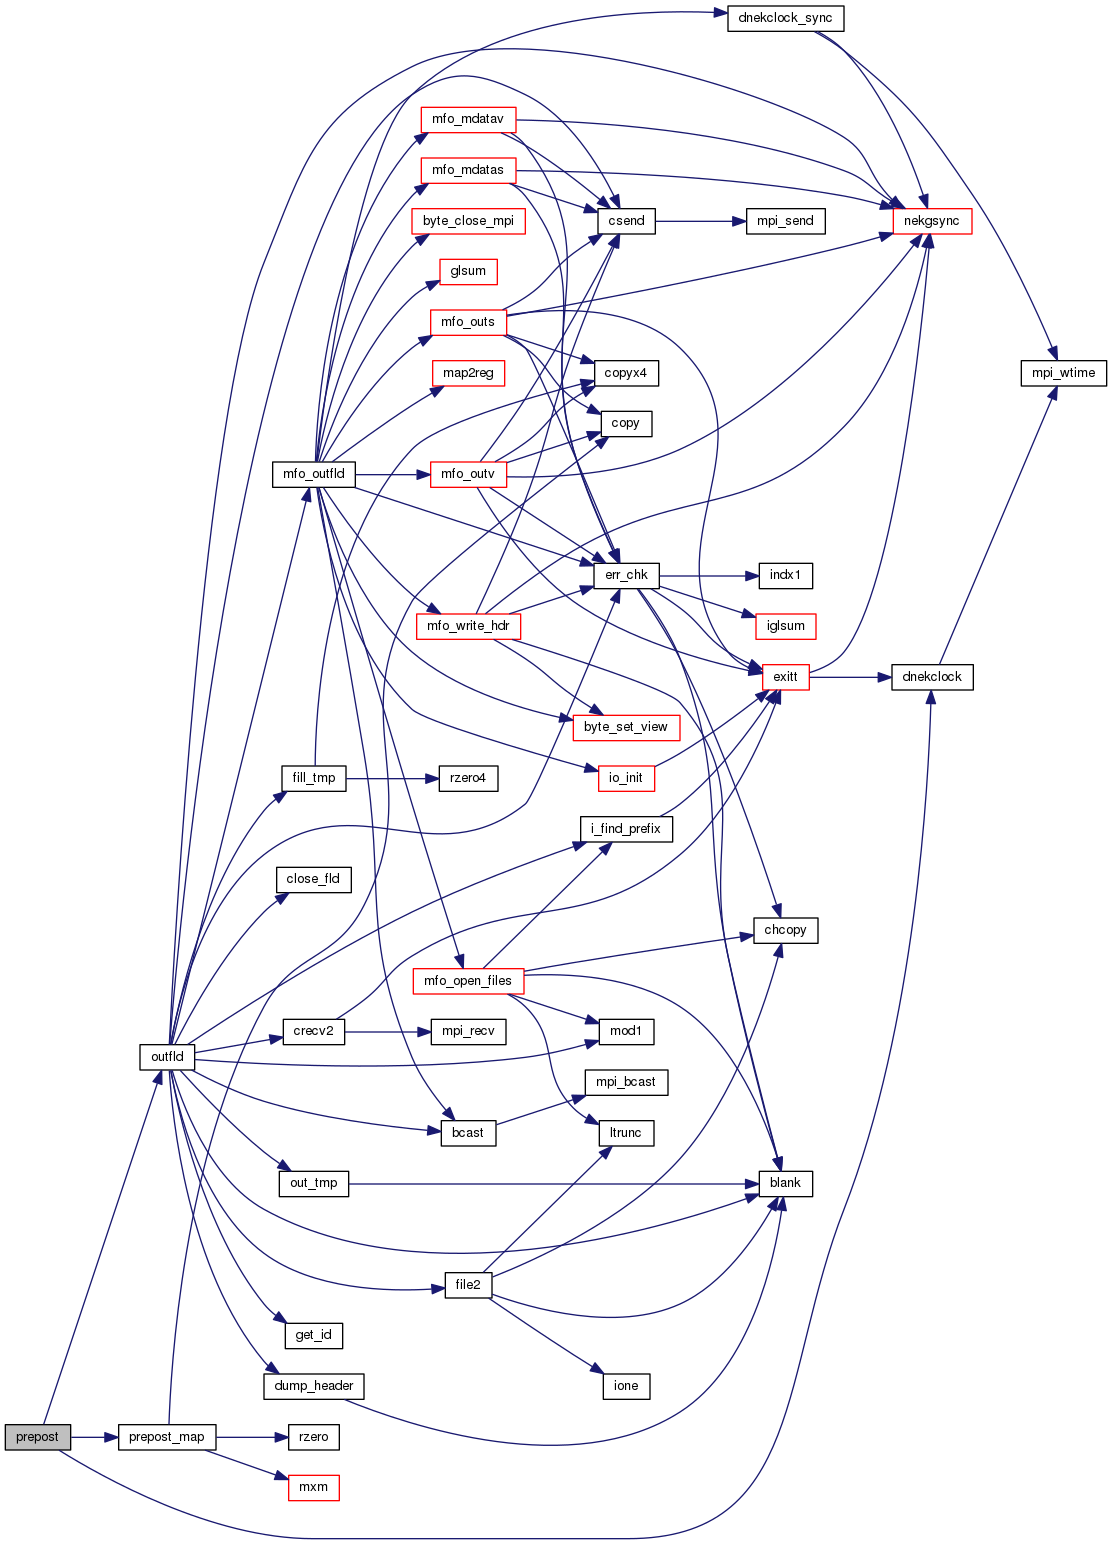 dnekclock_sync
mfo_mdatav
mfo_mdatas
byte_close_mpi
csend
mpi_send
nekgsync
glsum
mfo_outs
map2reg
copyx4
mpi_wtime
copy
mfo_outfld
mfo_outv
err_chk
indx1
mfo_write_hdr
iglsum
exitt
dnekclock
byte_set_view
fill_tmp
rzero4
io_init
i_find_prefix
close_fld
chcopy
mfo_open_files
crecv2
mpi_recv
mod1
outfld
mpi_bcast
bcast
ltrunc
out_tmp
blank
file2
get_id
dump_header
ione
prepost
prepost_map
rzero
mxm